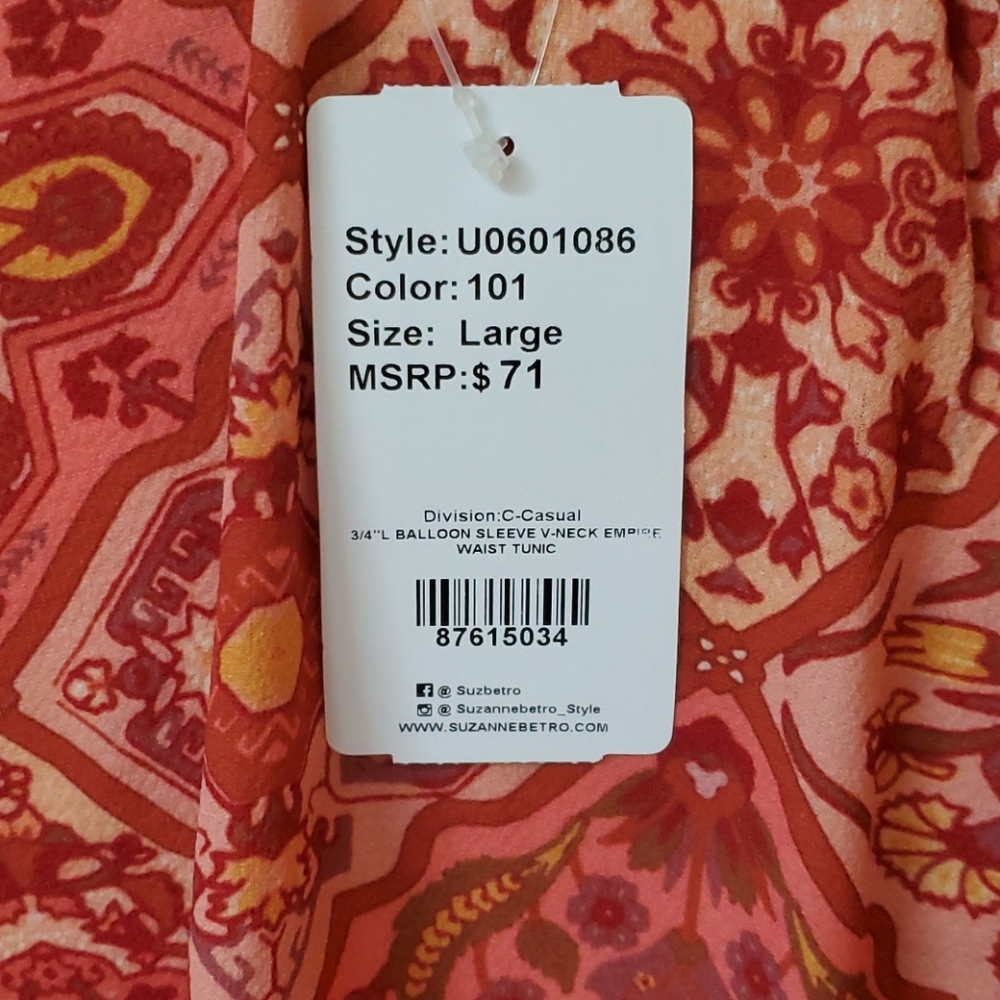 Style: U0601086
Color: 101
Size: Large
MSRP:$ 71
Division:C-Casual
3/4"L BALLOON SLEEVE V-NECK EMPIRE
WAIST TUNIC
87615034
@ Suzbetro
@ Suzannebetro_Style
WWW.SUZANNEBETRO.COM